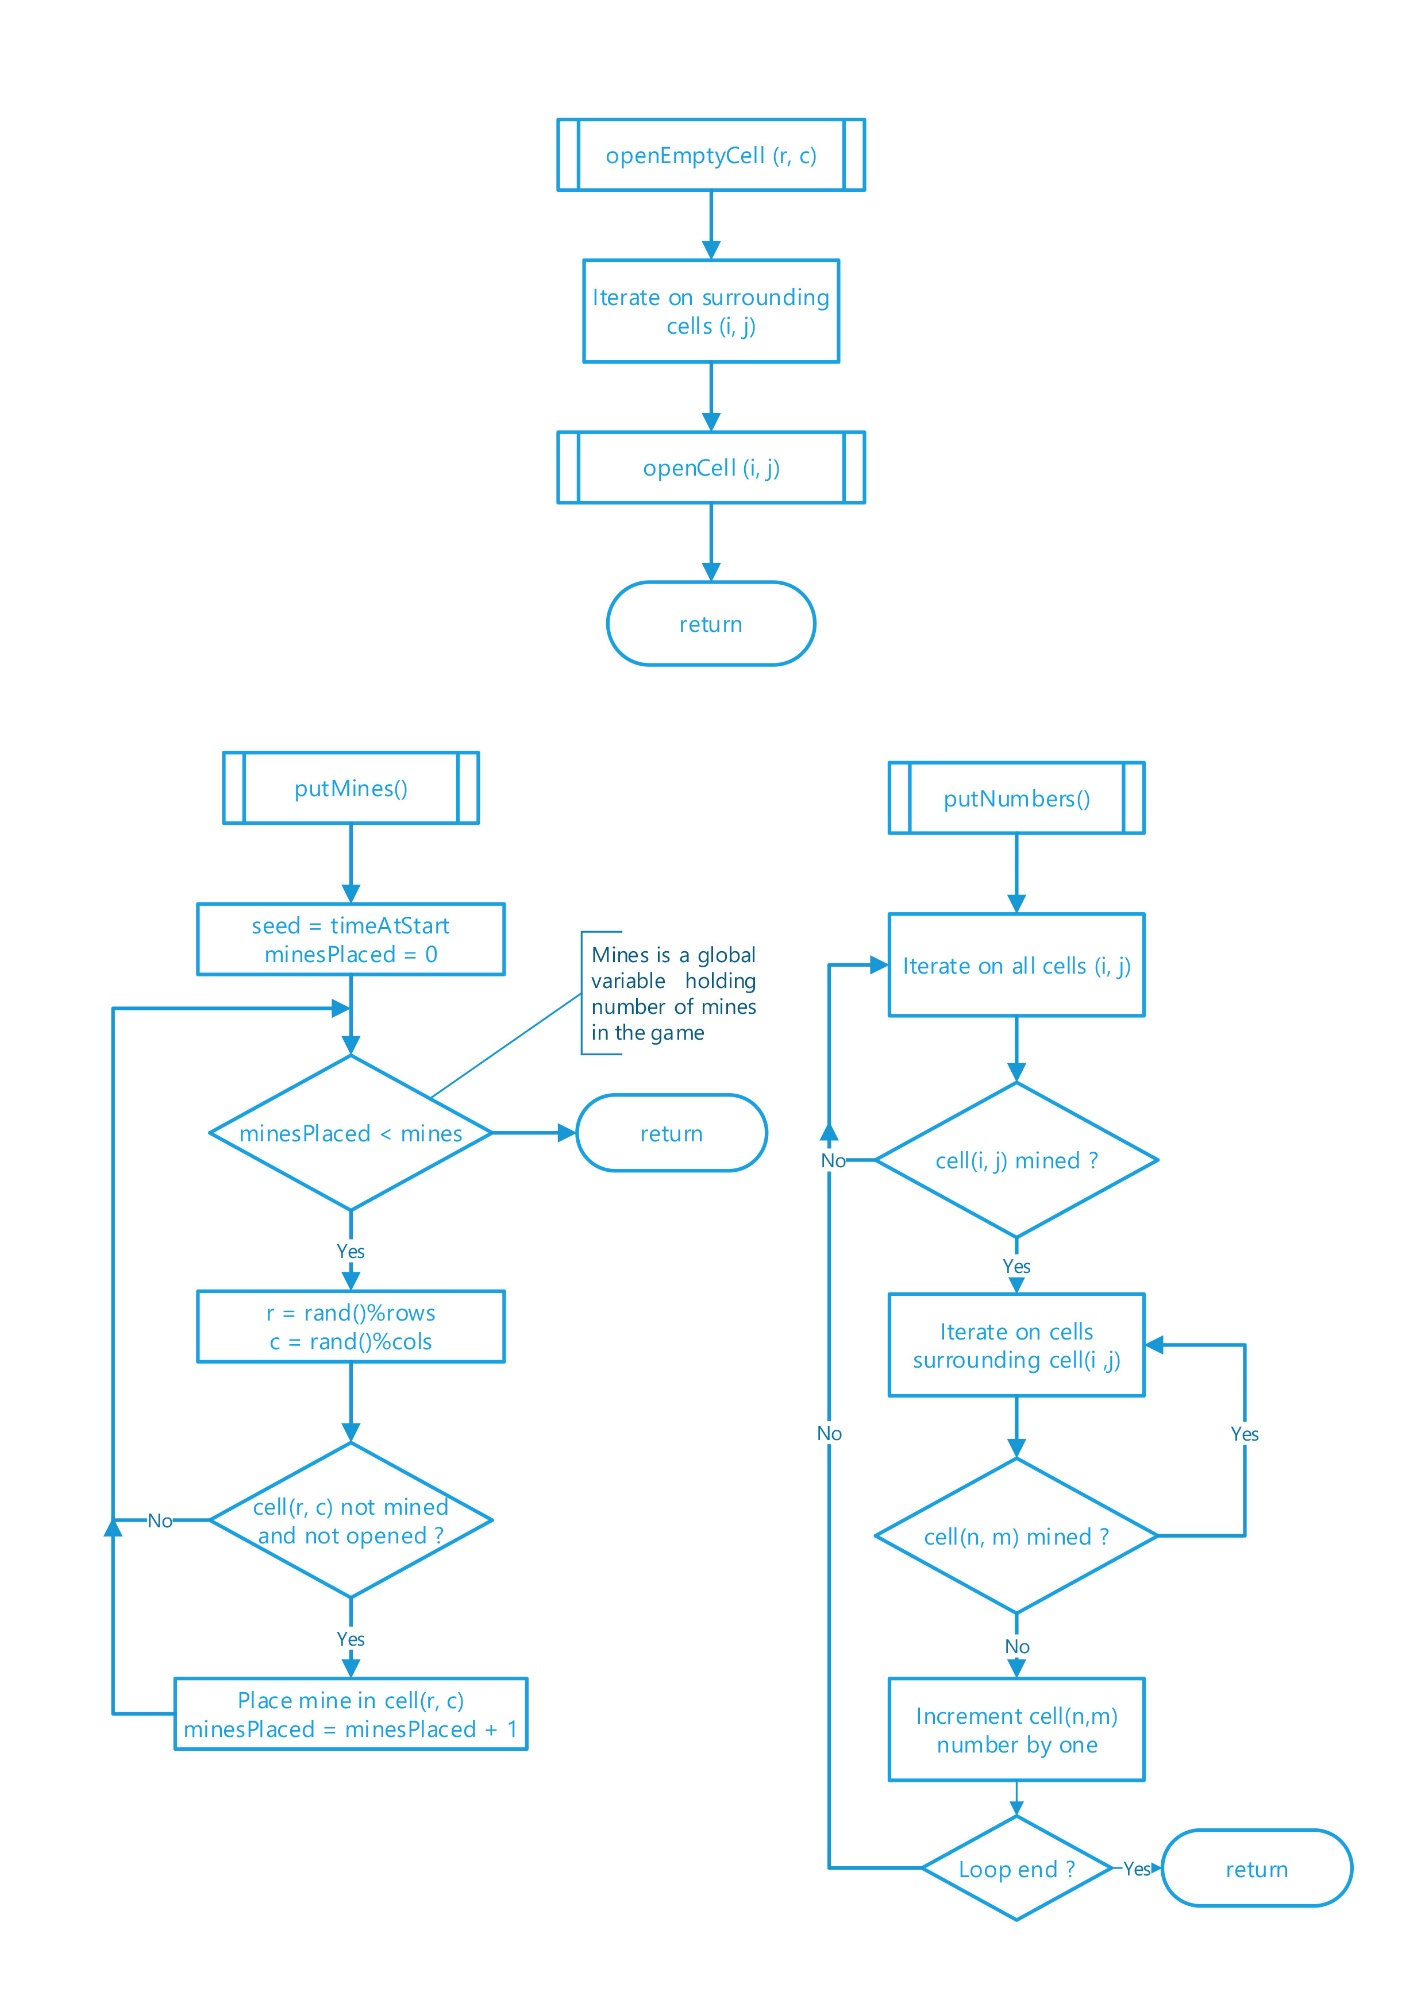 openEmptyCell (r, c)
Iterate on surrounding
cells (i, j)
openCell (i, j)
return
putMines()
seed = timeAtStart
minesPlaced = 0
Mines is a global
variable holding
number of mines
in the game
minesPlaced < mines
return
Yes
r = rand()%rows
c = rand()%cols
cell(r, c) not mined
and not opened ?
No
Yes
Place mine in cell(r, c)
minesPlaced = minesPlaced + 1
putNumbers()
Iterate on all cells (i, j)
cell(i, j) mined ?
No
Yes
Iterate on cells
surrounding cell(i ,j)
No
Yes
cell(n, m) mined ?
No
Increment cell(n,m)
number by one
Loop end ?
Yes
return